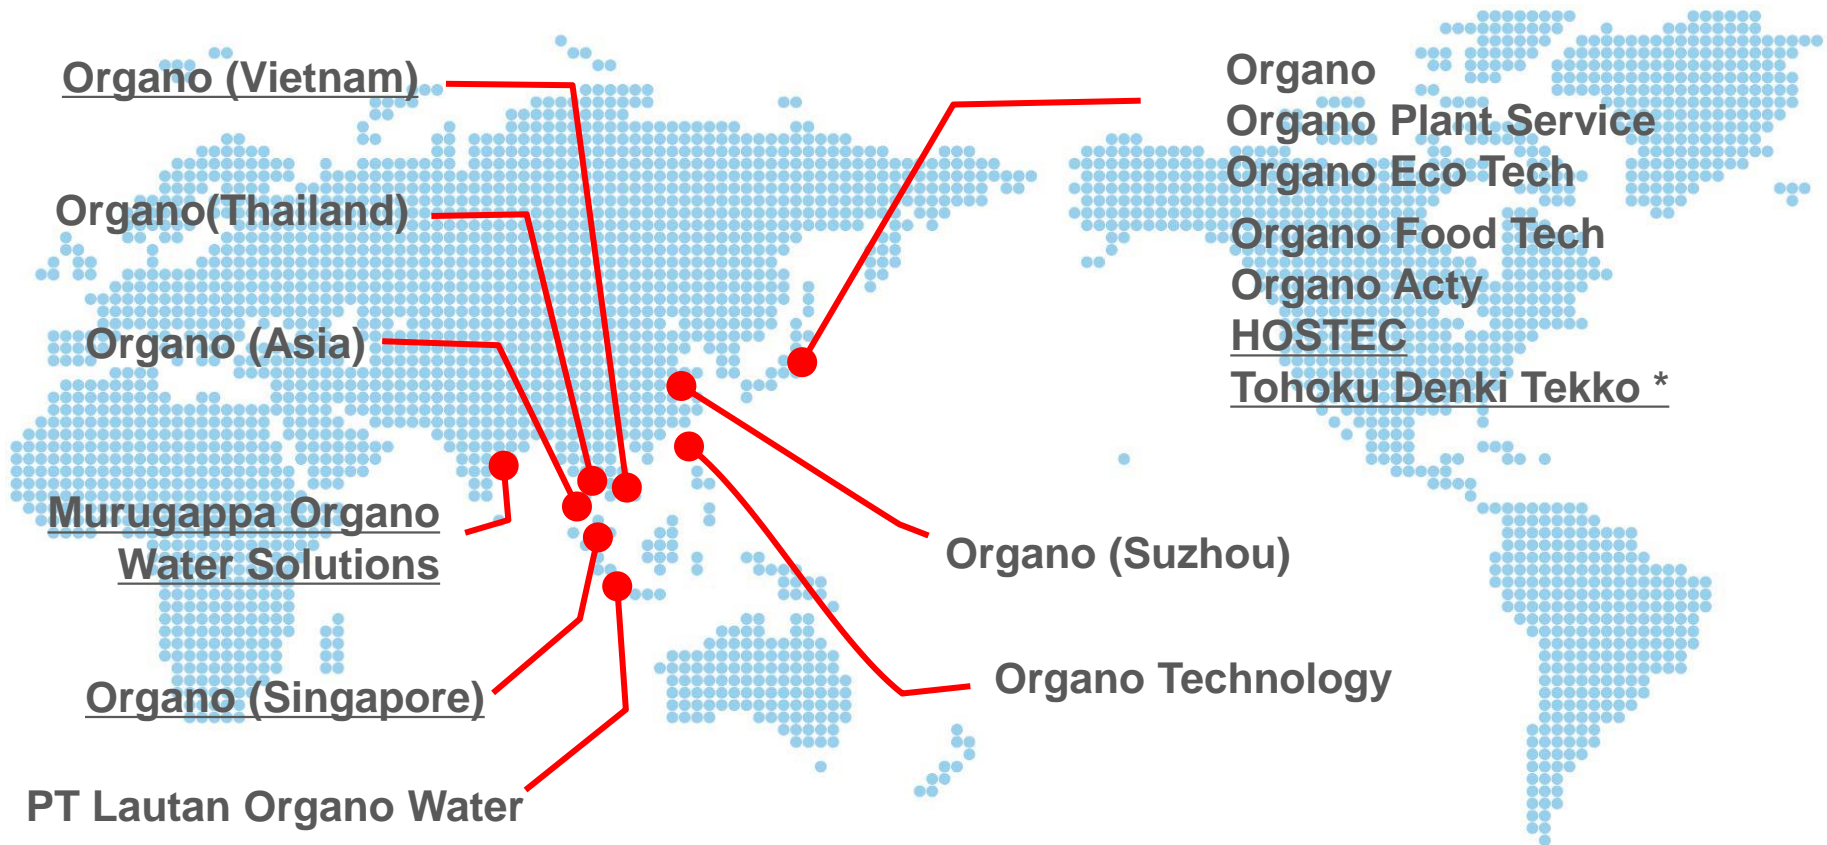 Organo (Vietnam)
Organo(Thailand)
Organo (Asia)
Murugappa Organo
Water Solutions
Organo (Singapore)
PT Lautan Organo Water
Organo
Organo Plant Service
Organo Eco Tech
Organo Food Tech
Organo Acty
HOSTEC
Tohoku Denki Tekko *
Organo (Suzhou)
Organo Technology